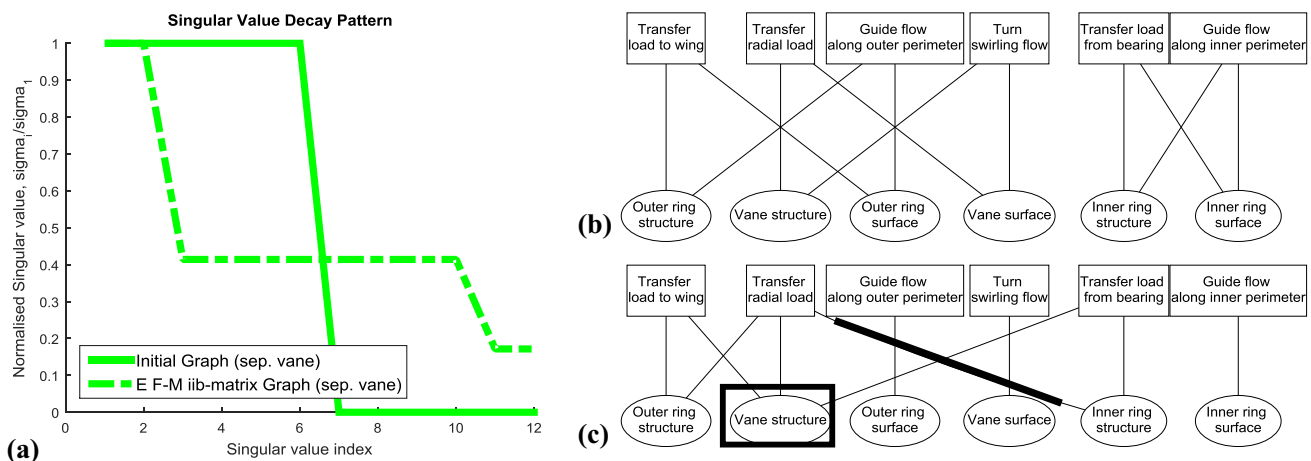 Singular Value Decay Pattern
Normalised Singular value, sigma_i/sigma_1
1
0.9
0.8
0.7
0.6
0.5
0.4
0.3
0.2
0.1
0
Initial Graph (sep. vane)
E F-M iib-matrix Graph (sep. vane)
0 2 4 6 8 10 12
Singular value index
(a)
Transfer
load to wing
Transfer
radial load
Guide flow
along outer perimeter
Turn
swirling flow
Transfer load
from bearing
Guide flow
along inner perimeter
Outer ring
structure
Vane structure
Outer ring
surface
Vane surface
Inner ring
structure
Inner ring
surface
(b)
Transfer
load to wing
Transfer
radial load
Guide flow
along outer perimeter
Turn
swirling flow
Transfer load
from bearing
Guide flow
along inner perimeter
Outer ring
structure
Vane structure
Outer ring
surface
Vane surface
Inner ring
structure
Inner ring
surface
(c)